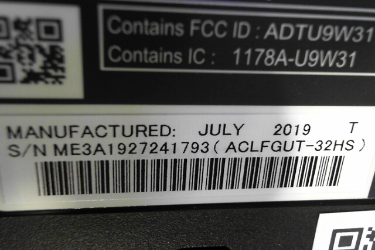 Contains FCC ID : ADTU9W31
Contains IC : 1178A-U9W31
MANUFACTURED: JULY 2019 T
S/N ME3A1927241793 ( ACLFGUT-32HS )